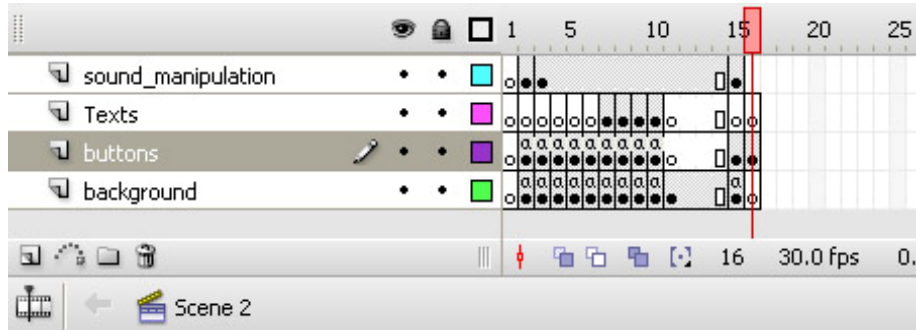 1 5 10 15 20 25
sound_manipulation
Texts
buttons
a a a a a a a a a
background
a a a a a a a a a a
16 30.0 fps 0.
Scene 2